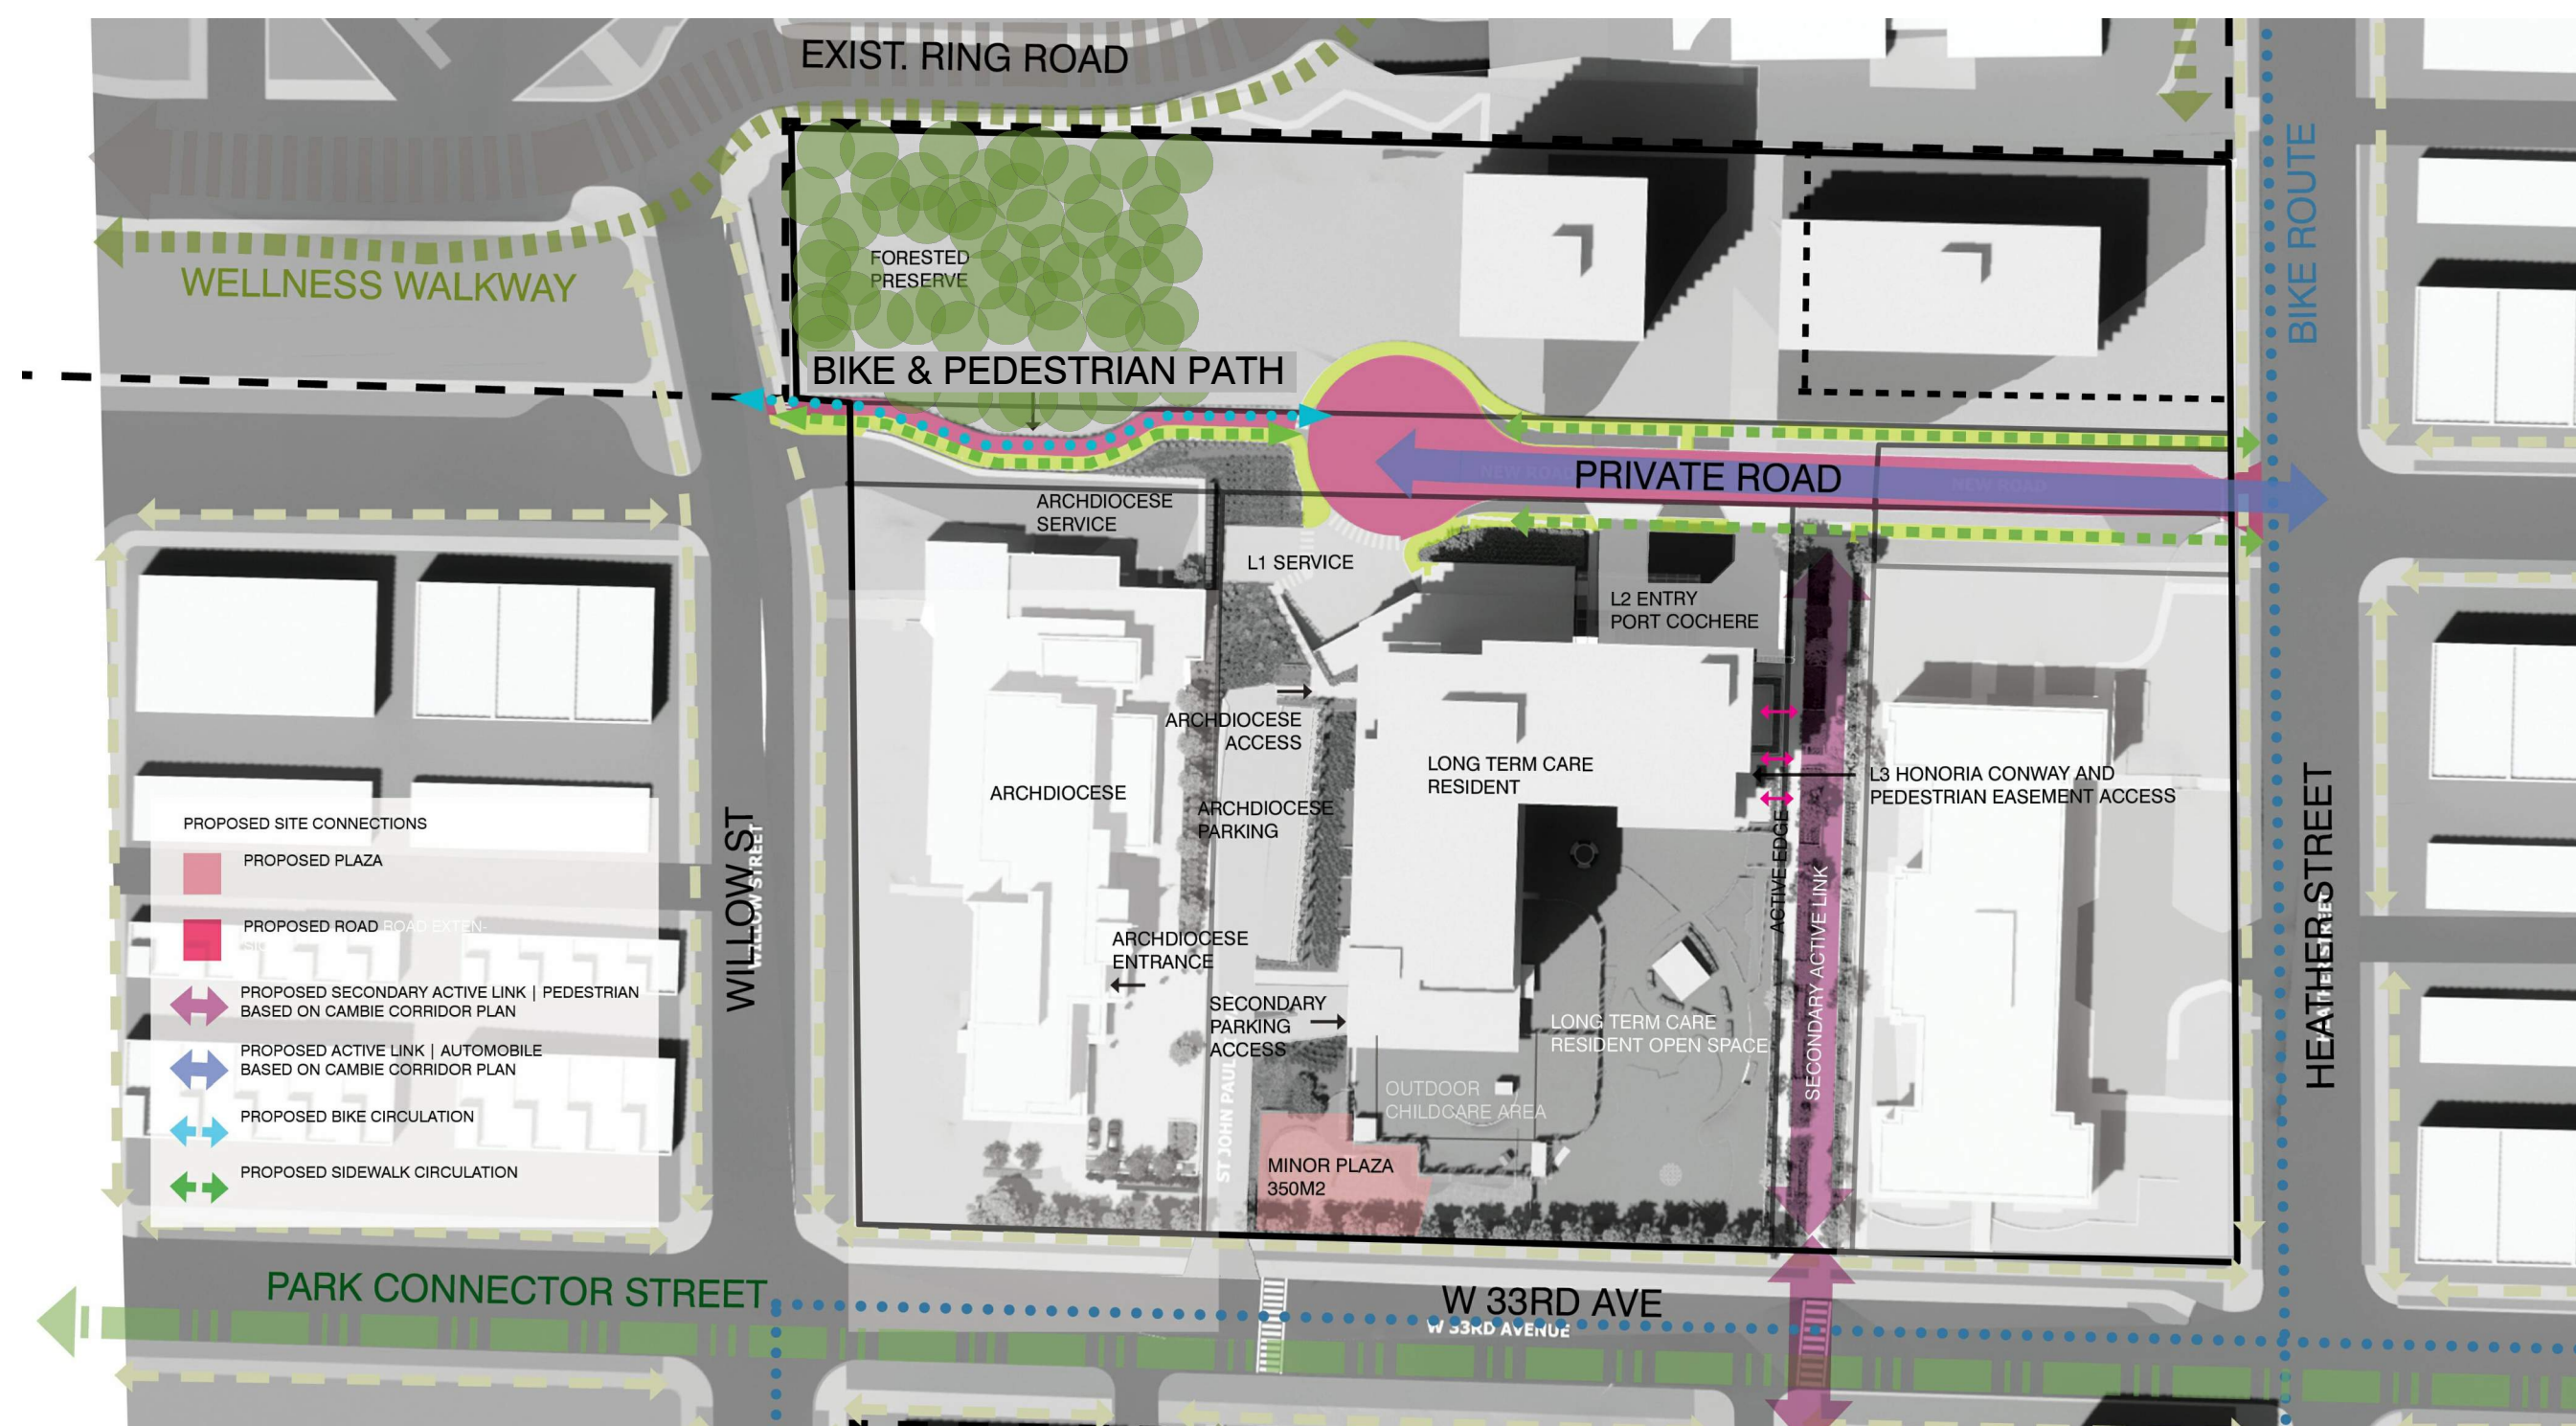 EXIST. RING ROAD
BIKE ROUTE
WELLNESS WALKWAY
FORESTED
PRESERVE
BIKE & PEDESTRIAN PATH
PRIVATE ROAD
NEW ROAD
NEW ROAD
ARCHDIOCESE
SERVICE
L1 SERVICE
L2 ENTRY
PORT COCHERE
ARCHDIOCESE
ACCESS
LONG TERM CARE
RESIDENT
L3 HONORIA CONWAY AND
PEDESTRIAN EASEMENT ACCESS
ARCHDIOCESE
ARCHDIOCESE
PARKING
ACTIVE EDGE
SECONDARY ACTIVE LINK
WILLOW ST
WILLOW STREET
HEATHER STREET
HEATHER STREET
ARCHDIOCESE
ENTRANCE
SECONDARY
PARKING
ACCESS
LONG TERM CARE
RESIDENT OPEN SPACE
OUTDOOR
CHILDCARE AREA
ST JOHN PAUL
MINOR PLAZA
350M2
PROPOSED SITE CONNECTIONS
PROPOSED PLAZA
PROPOSED ROAD ROAD EXTEN-
SION
PROPOSED SECONDARY ACTIVE LINK | PEDESTRIAN
BASED ON CAMBIE CORRIDOR PLAN
PROPOSED ACTIVE LINK | AUTOMOBILE
BASED ON CAMBIE CORRIDOR PLAN
PROPOSED BIKE CIRCULATION
PROPOSED SIDEWALK CIRCULATION
PARK CONNECTOR STREET
W 33RD AVE
W 33RD AVENUE